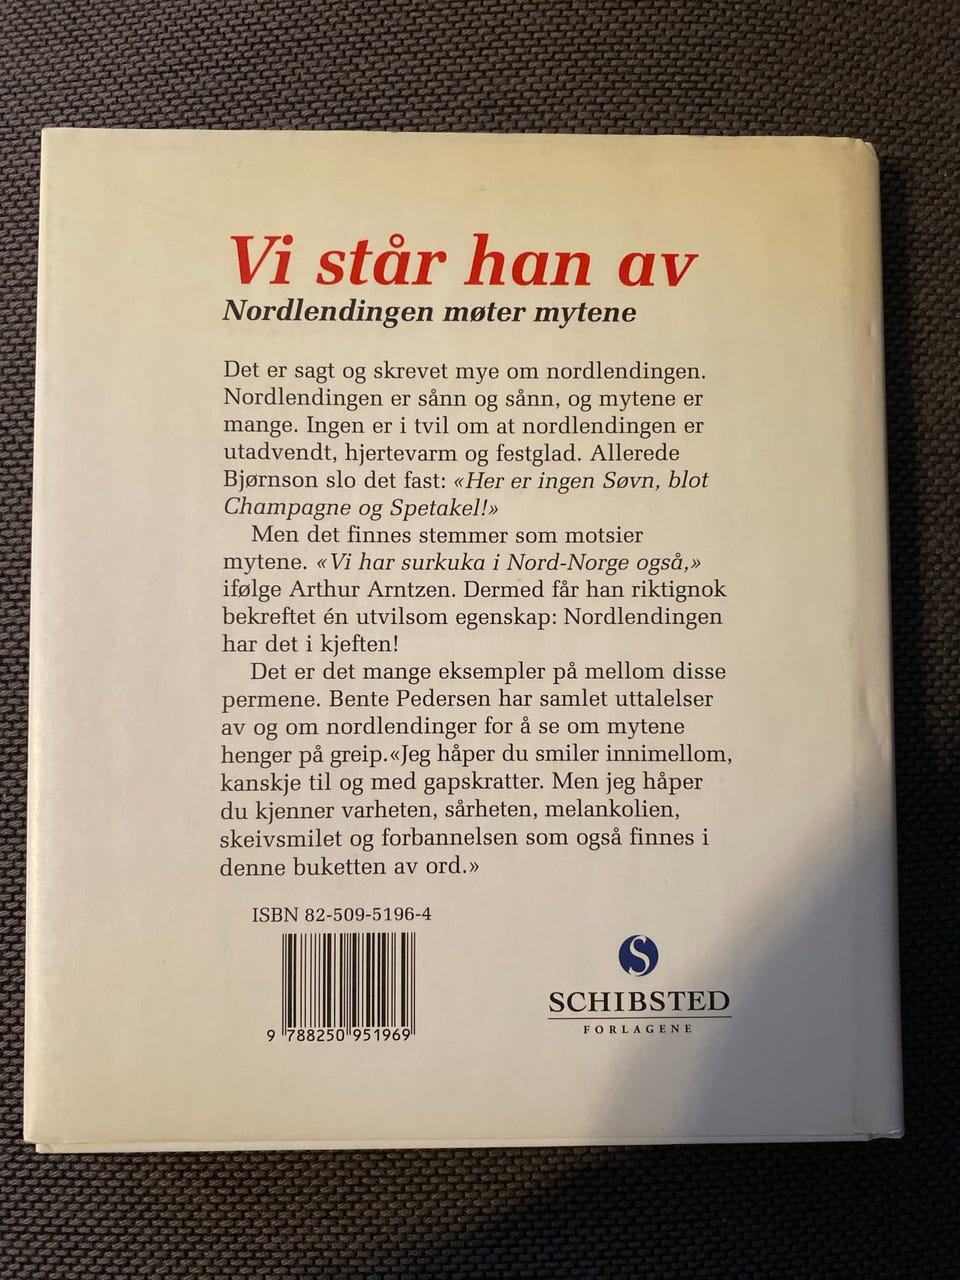 Vi står han av
Nordlendingen møter mytene
Det er sagt og skrevet mye om nordlendingen.
Nordlendingen er sånn og sånn, og mytene er
mange. Ingen er i tvil om at nordlendingen er
utadvendt, hjertevarm og festglad. Allerede
Bjørnson slo det fast: «Her er ingen Søvn, blot
Champagne og Spetakel!»
Men det finnes stemmer som motsier
mytene. «Vi har surkuka i Nord-Norge også,»
ifølge Arthur Arntzen. Dermed får han riktignok
bekreftet én utvilsom egenskap: Nordlendingen
har det i kjeften!
Det er det mange eksempler på mellom disse
permene. Bente Pedersen har samlet uttalelser
av og om nordlendinger for å se om mytene
henger på greip.«Jeg håper du smiler innimellom,
kanskje til og med gapskratter. Men jeg håper
du kjenner varheten, sårheten, melankolien,
skeivsmilet og forbannelsen som også finnes i
denne buketten av ord.»
ISBN 82-509-5196-4
9 788250 951969
S
SCHIBSTED
FORLAGENE